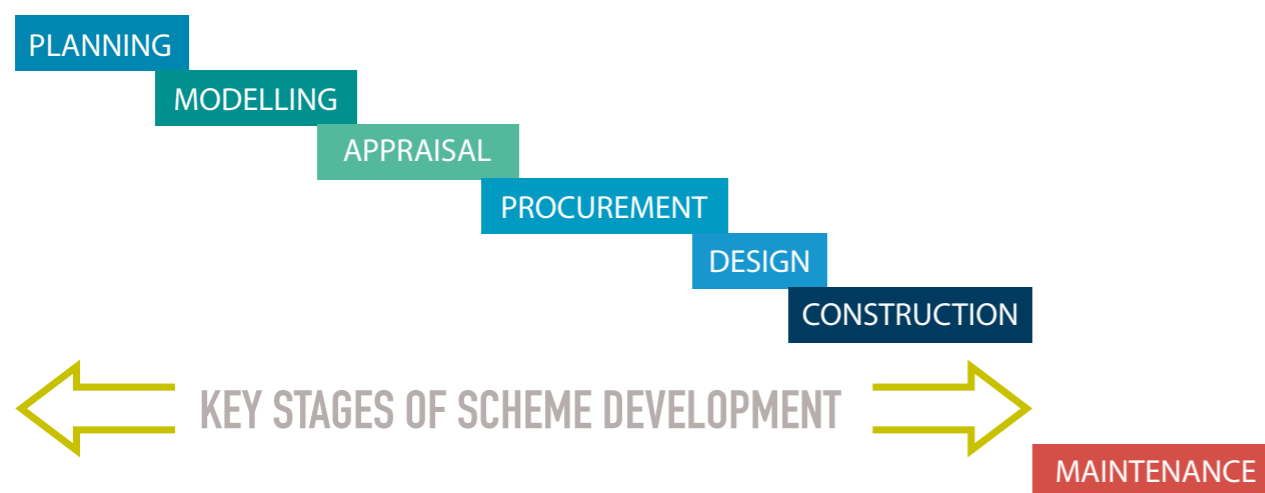 PLANNING
MODELLING
APPRAISAL
PROCUREMENT
DESIGN
CONSTRUCTION
KEY STAGES OF SCHEME DEVELOPMENT
MAINTENANCE